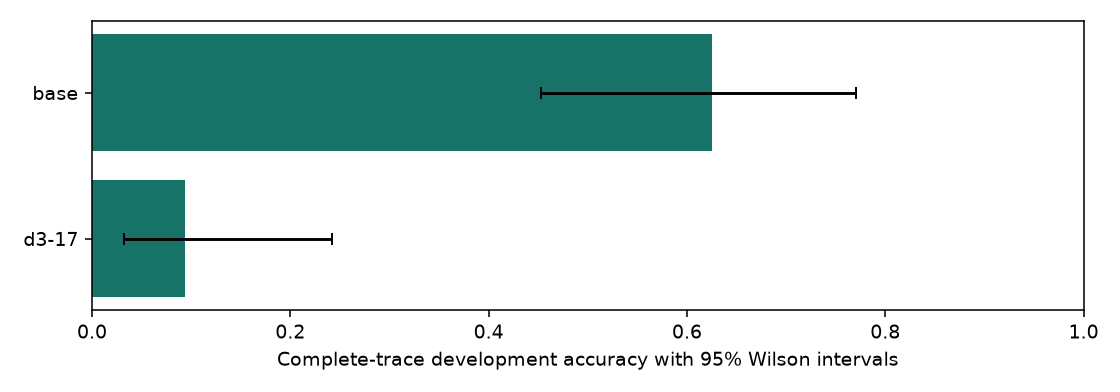 base
d3-17
0.0 0.2 0.4 0.6 0.8 1.0
Complete-trace development accuracy with 95% Wilson intervals